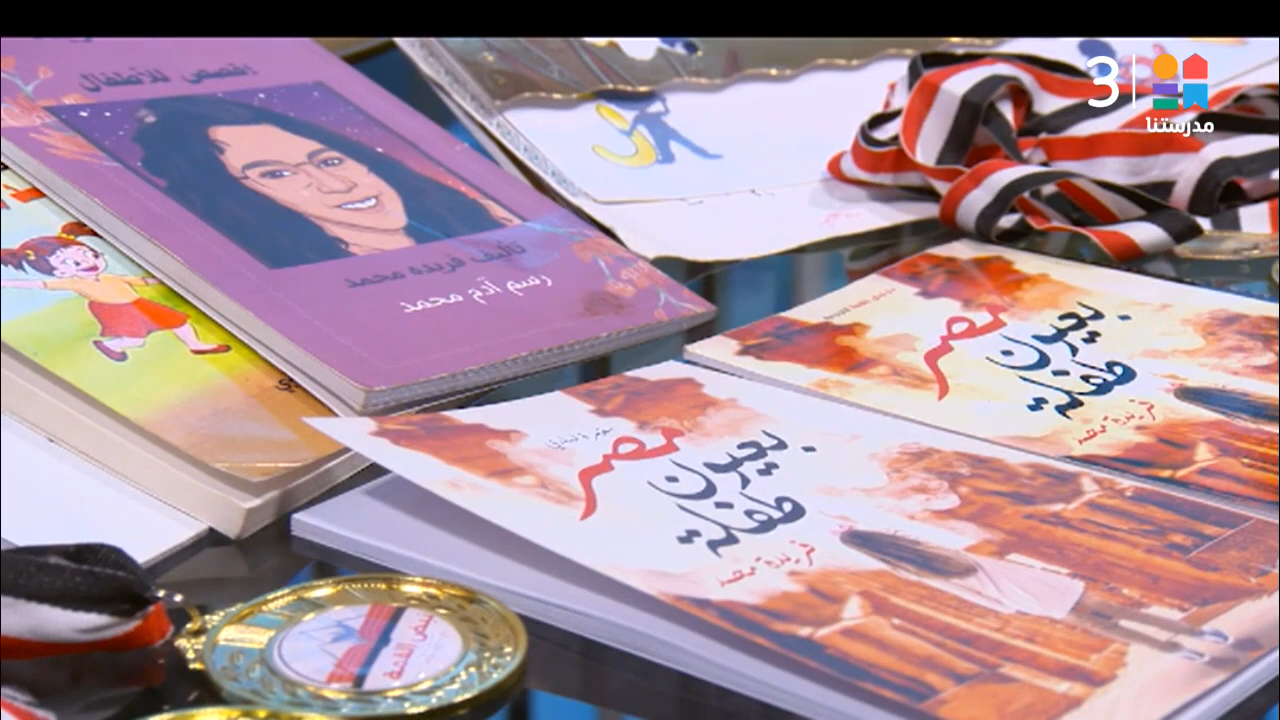 3
مدرستنا
قصص للأطفال
تأليف فريده محمد
رسم آدم محمد
مصر
بعيون
طفلة
فريدة محمد
مصر
بعيون
طفلة
فريدة محمد